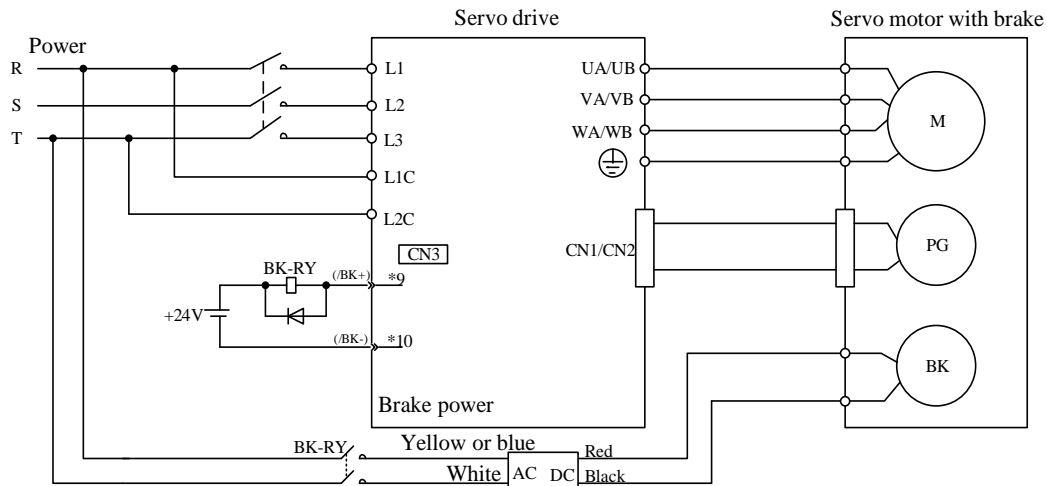 Servo drive
Servo motor with brake
Power
R
L1
UA/UB
S
L2
VA/VB
M
T
L3
WA/WB
L1C
L2C
CN3
CN1/CN2
PG
BK-RY
(/BK+)
*9
+24V
(/BK-)
*10
BK
Brake power
BK-RY
Yellow or blue
Red
White
AC
DC
Black